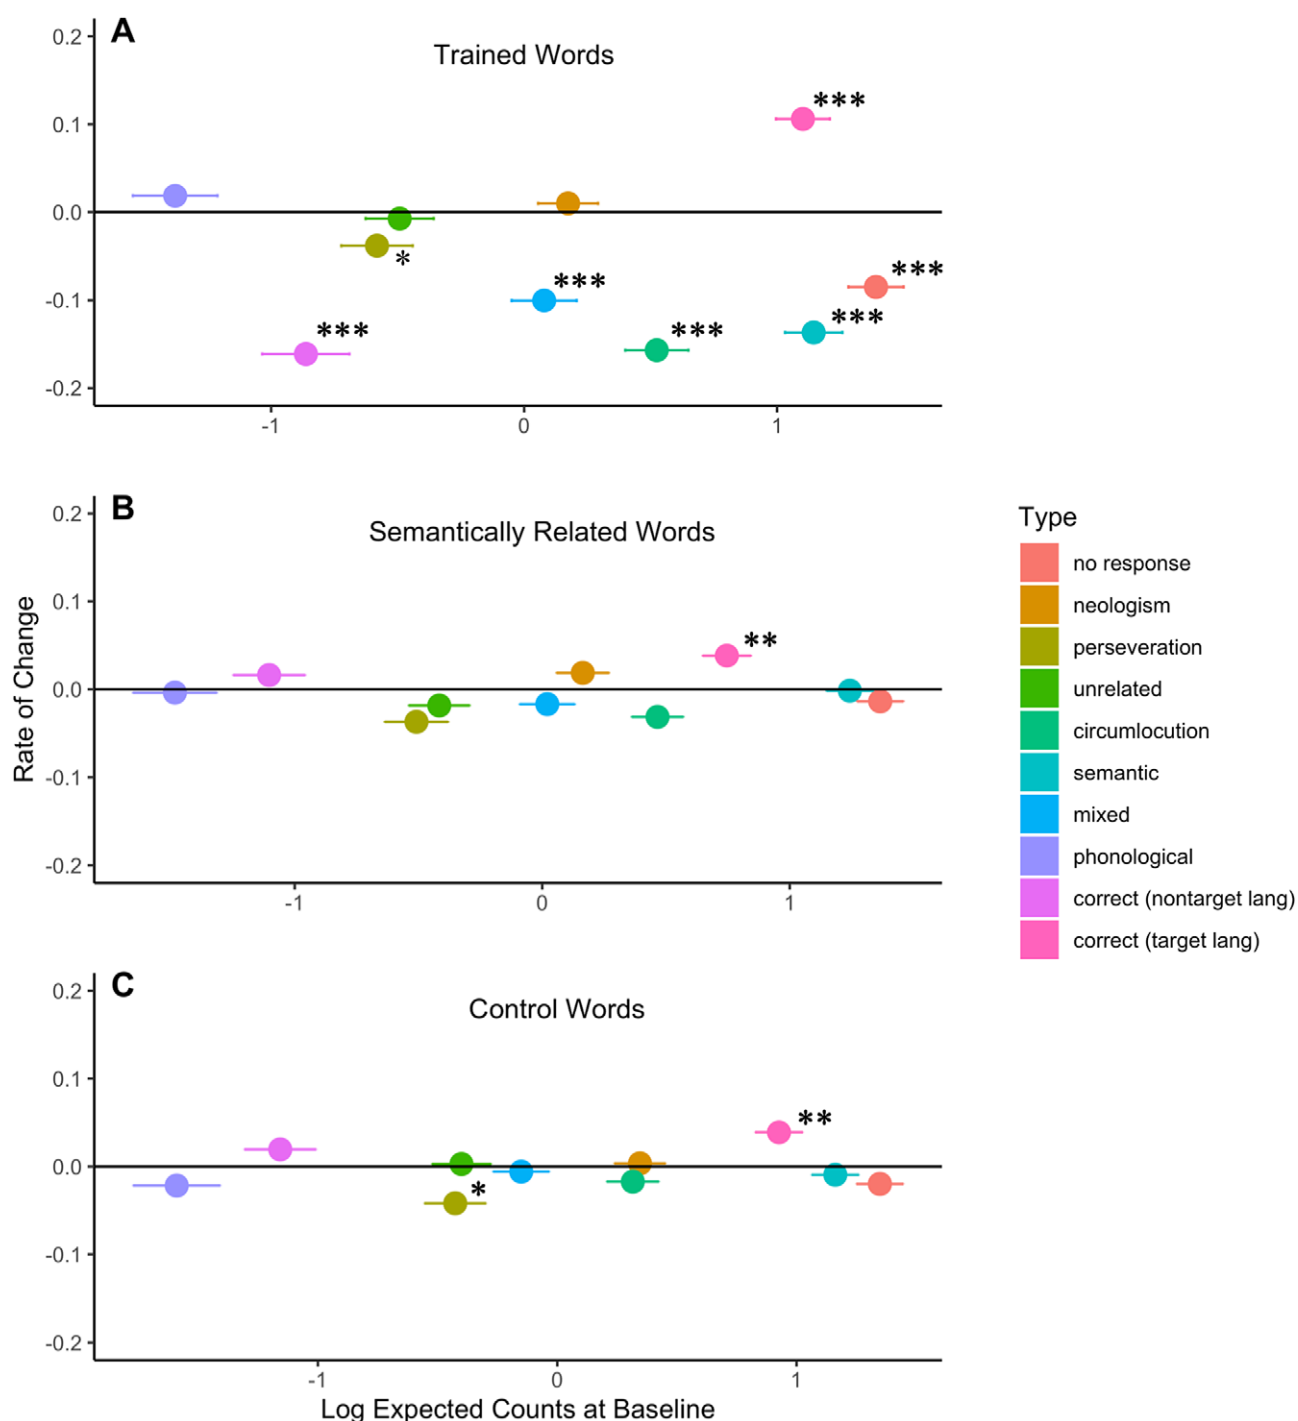 A
Trained Words
0.2
0.1
0.0
-0.1
-0.2
***
*
***
***
***
***
***
-1
0
1
B
Semantically Related Words
0.2
0.1
0.0
-0.1
-0.2
**
-1
0
1
Rate of Change
Type
no response
neologism
perseveration
unrelated
circumlocution
semantic
mixed
phonological
correct (nontarget lang)
correct (target lang)
C
Control Words
0.2
0.1
0.0
-0.1
-0.2
**
*
-1
0
1
Log Expected Counts at Baseline